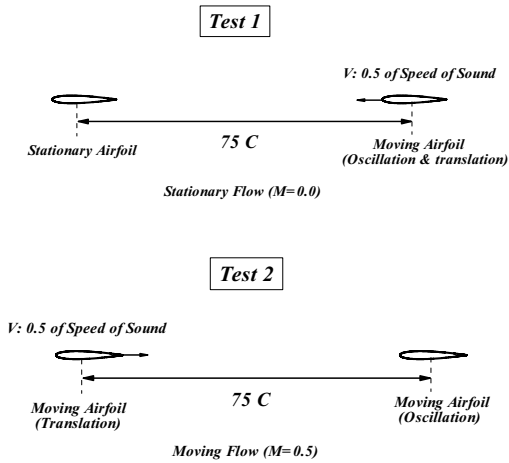 Test 1
V: 0.5 of Speed of Sound
75 C
Stationary Airfoil
Moving Airfoil
(Oscillation & translation)
Stationary Flow (M=0.0)
Test 2
V: 0.5 of Speed of Sound
75 C
Moving Airfoil
(Translation)
Moving Airfoil
(Oscillation)
Moving Flow (M=0.5)